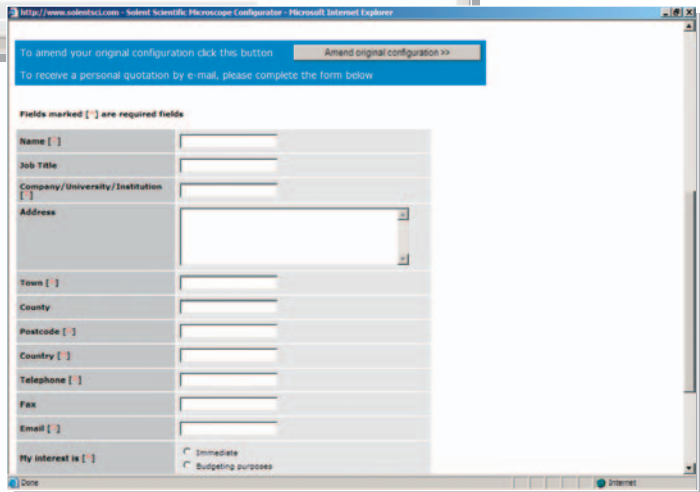 http://www.solentsci.com - Solent Scientific Microscope Configurator - Microsoft Internet Explorer
To amend your original configuration click this button
Amend original configuration >>
To receive a personal quotation by e-mail, please complete the form below
Fields marked [*] are required fields
Name [*]
Job Title
Company/University/Institution
[*]
Address
Town [*]
County
Postcode [*]
Country [*]
Telephone [*]
Fax
Email [*]
My interest is [*]
Immediate
Budgeting purposes
Done
Internet